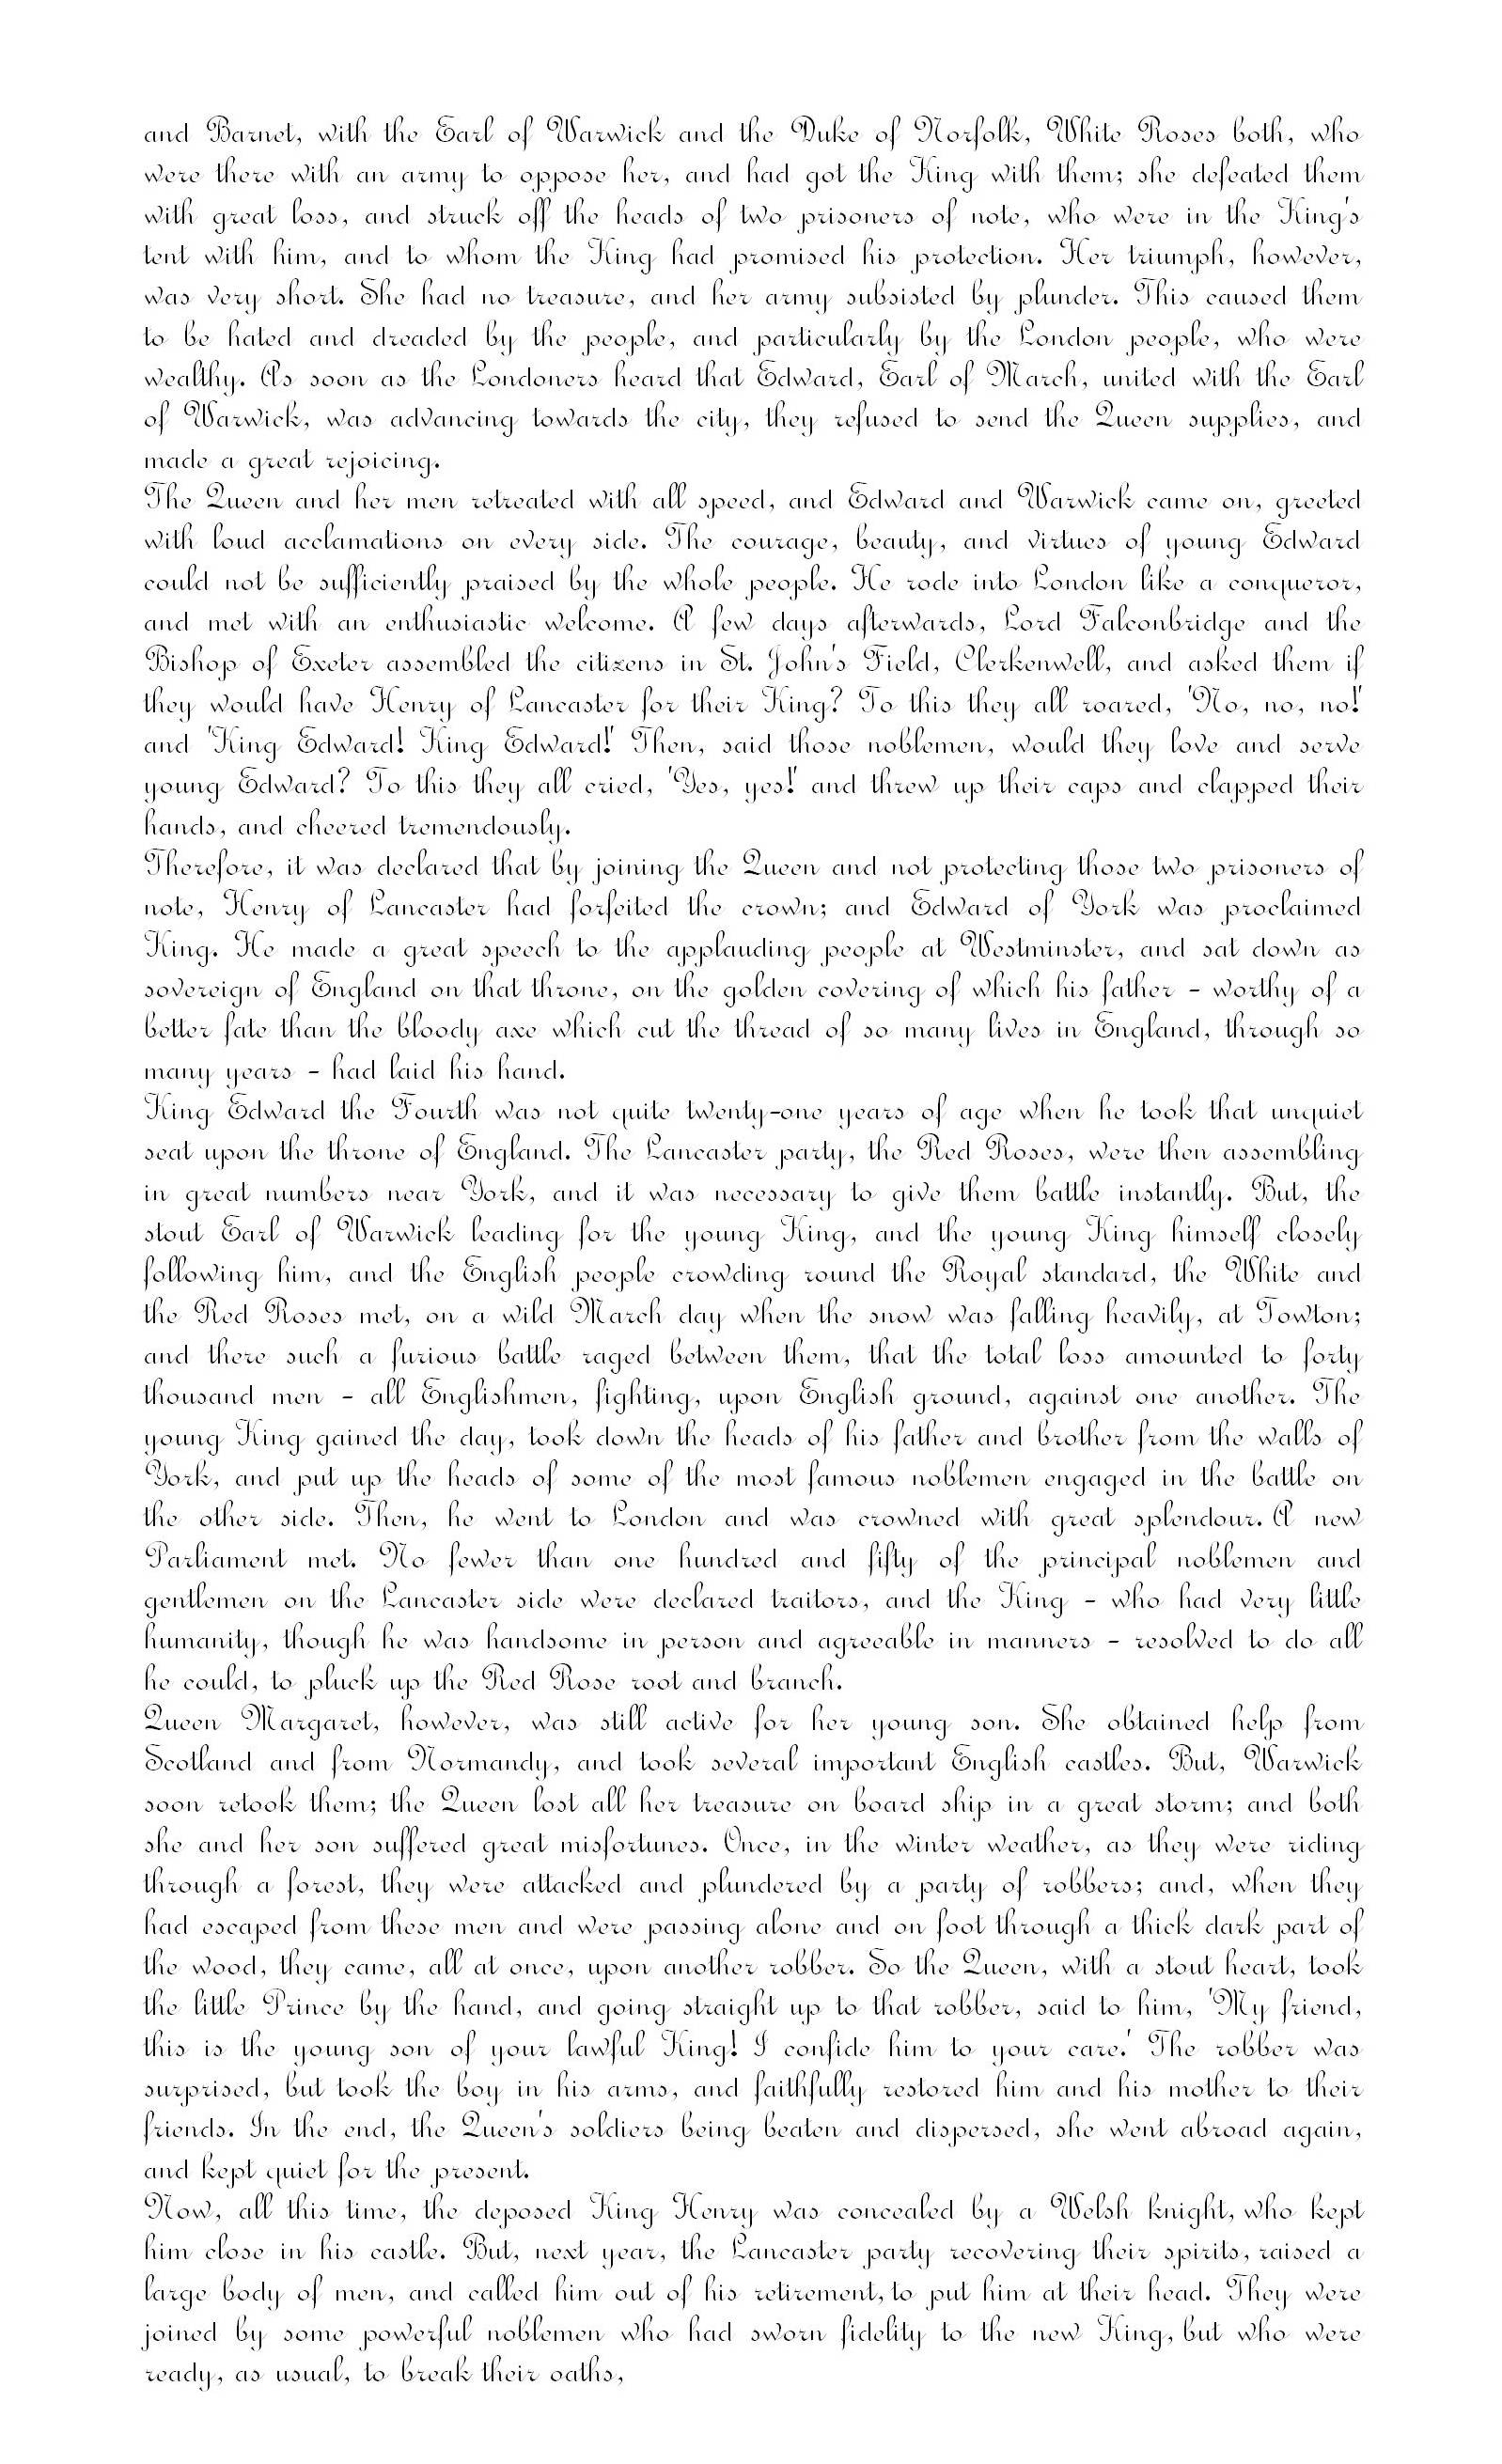 and Barnet, with the Earl of Warwick and the Duke of Norfolk, White Roses both, who
were there with an army to oppose her, and had got the King with them; she defeated them
with great loss, and struck off the heads of two prisoners of note, who were in the King's
tent with him, and to whom the King had promised his protection. Her triumph, however,
was very short. She had no treasure, and her army subsisted by plunder. This caused them
to be hated and dreaded by the people, and particularly by the London people, who were
wealthy. As soon as the Londoners heard that Edward, Earl of March, united with the Earl
of Warwick, was advancing towards the city, they refused to send the Queen supplies, and
made a great rejoicing.
The Queen and her men retreated with all speed, and Edward and Warwick came on, greeted
with loud acclamations on every side. The courage, beauty, and virtues of young Edward
could not be sufficiently praised by the whole people. He rode into London like a conqueror,
and met with an enthusiastic welcome. A few days afterwards, Lord Falconbridge and the
Bishop of Exeter assembled the citizens in St. John's Field, Clerkenwell, and asked them if
they would have Henry of Lancaster for their King? To this they all roared, 'No, no, no!'
and 'King Edward! King Edward!' Then, said those noblemen, would they love and serve
young Edward? To this they all cried, 'Yes, yes!' and threw up their caps and clapped their
hands, and cheered tremendously.
Therefore, it was declared that by joining the Queen and not protecting those two prisoners of
note, Henry of Lancaster had forfeited the crown; and Edward of York was proclaimed
King. He made a great speech to the applauding people at Westminster, and sat down as
sovereign of England on that throne, on the golden covering of which his father - worthy of a
better fate than the bloody axe which cut the thread of so many lives in England, through so
many years - had laid his hand.
King Edward the Fourth was not quite twenty-one years of age when he took that unquiet
seat upon the throne of England. The Lancaster party, the Red Roses, were then assembling
in great numbers near York, and it was necessary to give them battle instantly. But, the
stout Earl of Warwick leading for the young King, and the young King himself closely
following him, and the English people crowding round the Royal standard, the White and
the Red Roses met, on a wild March day when the snow was falling heavily, at Towton;
and there such a furious battle raged between them, that the total loss amounted to forty
thousand men - all Englishmen, fighting, upon English ground, against one another. The
young King gained the day, took down the heads of his father and brother from the walls of
York, and put up the heads of some of the most famous noblemen engaged in the battle on
the other side. Then, he went to London and was crowned with great splendour. A new
Parliament met. No fewer than one hundred and fifty of the principal noblemen and
gentlemen on the Lancaster side were declared traitors, and the King - who had very little
humanity, though he was handsome in person and agreeable in manners - resolved to do all
he could, to pluck up the Red Rose root and branch.
Queen Margaret, however, was still active for her young son. She obtained help from
Scotland and from Normandy, and took several important English castles. But, Warwick
soon retook them; the Queen lost all her treasure on board ship in a great storm; and both
she and her son suffered great misfortunes. Once, in the winter weather, as they were riding
through a forest, they were attacked and plundered by a party of robbers; and, when they
had escaped from these men and were passing alone and on foot through a thick dark part of
the wood, they came, all at once, upon another robber. So the Queen, with a stout heart, took
the little Prince by the hand, and going straight up to that robber, said to him, 'My friend,
this is the young son of your lawful King! I confide him to your care.' The robber was
surprised, but took the boy in his arms, and faithfully restored him and his mother to their
friends. In the end, the Queen's soldiers being beaten and dispersed, she went abroad again,
and kept quiet for the present.
Now, all this time, the deposed King Henry was concealed by a Welsh knight, who kept
him close in his castle. But, next year, the Lancaster party recovering their spirits, raised a
large body of men, and called him out of his retirement, to put him at their head. They were
joined by some powerful noblemen who had sworn fidelity to the new King, but who were
ready, as usual, to break their oaths,